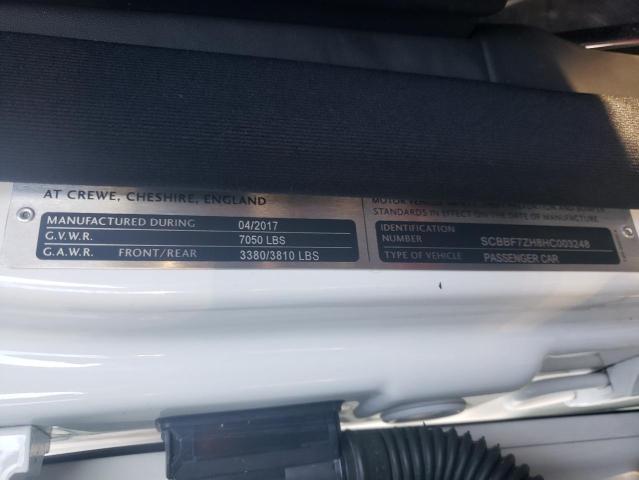 AT CREWE, CHESHIRE, ENGLAND
MANUFACTURED DURING 04/2017
G.V.W.R. 7050 LBS
G.A.W.R. FRONT/REAR 3380/3810 LBS
MOTOR
STANDARDS IN EFFECT ON THE DATE OF MANUFACTURE
IDENTIFICATION
NUMBER SCBBF7ZH8HC003248
TYPE OF VEHICLE PASSENGER CAR